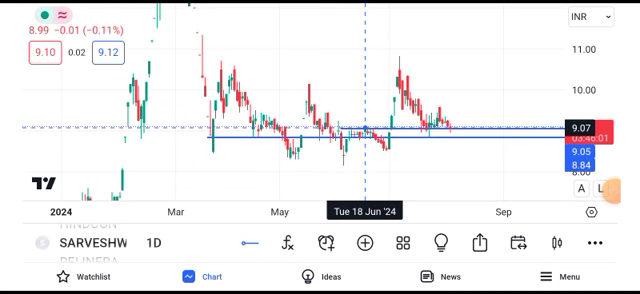 INR
8.99 −0.01 (−0.11%)
9.10 0.02 9.12
11.00
10.00
9.07
03:46:01
9.05
8.84
8.00
A L
2024 Mar May Tue 18 Jun '24 Sep
SARVESHW 1D
Watchlist Chart Ideas News Menu